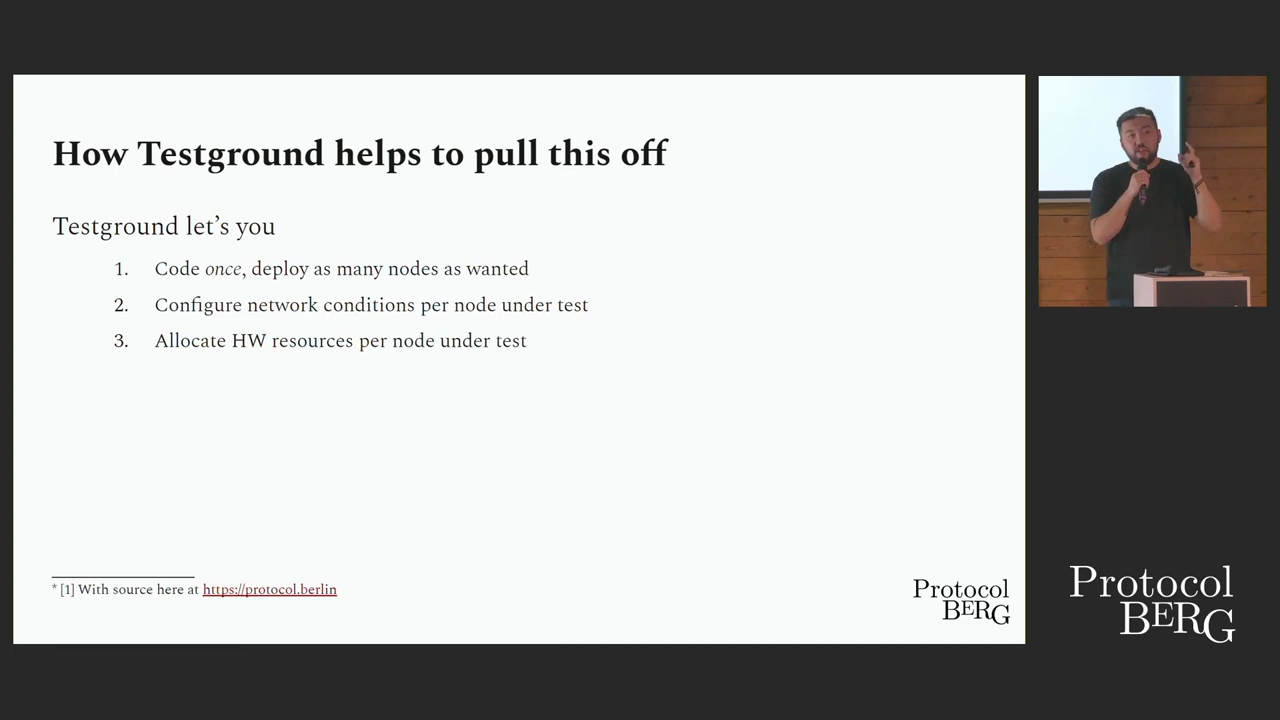 How Testground helps to pull this off
Testground let’s you
1. Code once, deploy as many nodes as wanted
2. Configure network conditions per node under test
3. Allocate HW resources per node under test
* [1] With source here at https://protocol.berlin
Protocol
BERG
Protocol
BERG